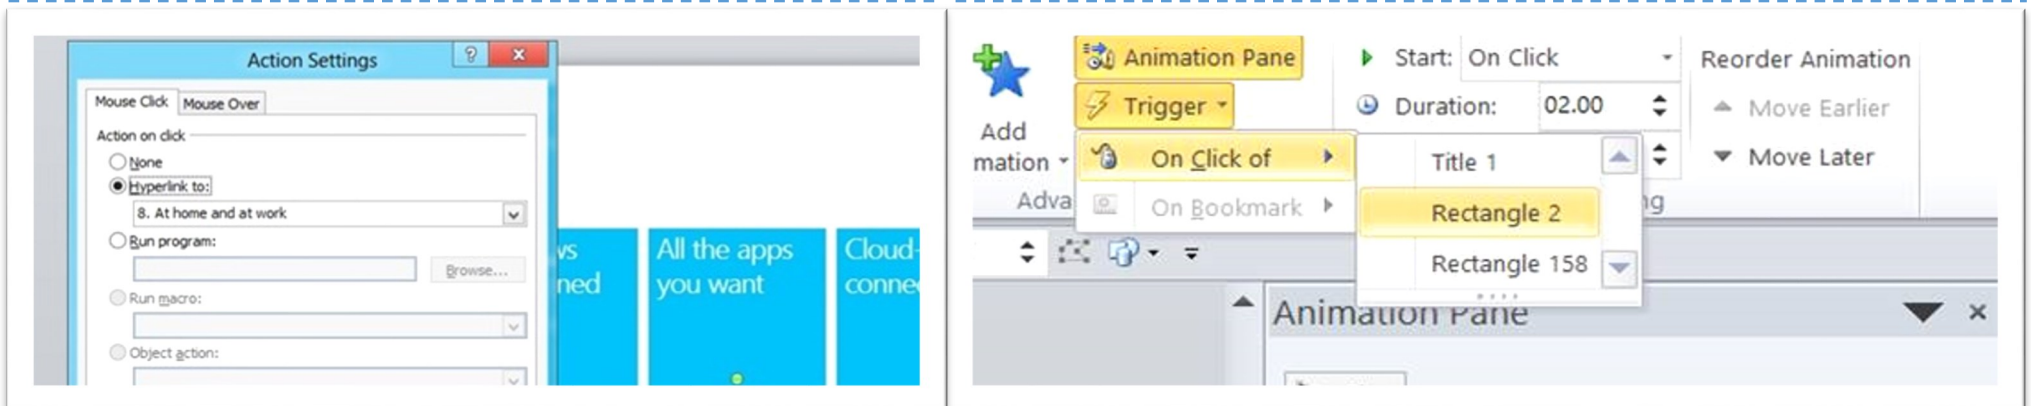 Action Settings
?
Mouse Click Mouse Over
Action on click
None
Hyperlink to:
8. At home and at work
Run program:
Browse...
Run macro:
Object action:
vs
ned
All the apps
you want
Cloud-
conne
Animation Pane
Trigger
Add
mation
Adva
On Click of
On Bookmark
Start: On Click
Duration: 02.00
Title 1
Rectangle 2
Rectangle 158
Reorder Animation
Move Earlier
Move Later
ng
Animation Pane